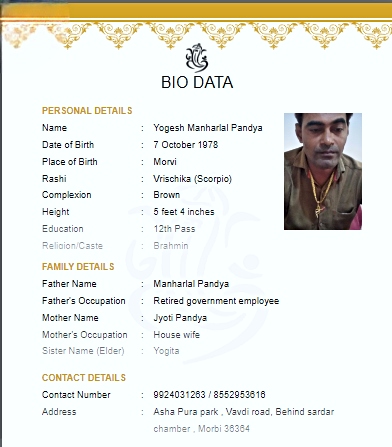 BIO DATA
PERSONAL DETAILS
Name : Yogesh Manharlal Pandya
Date of Birth : 7 October 1978
Place of Birth : Morvi
Rashi : Vrischika (Scorpio)
Complexion : Brown
Height : 5 feet 4 inches
Education : 12th Pass
Religion/Caste : Brahmin
FAMILY DETAILS
Father Name : Manharlal Pandya
Father's Occupation : Retired government employee
Mother Name : Jyoti Pandya
Mother's Occupation : House wife
Sister Name (Elder) : Yogita
CONTACT DETAILS
Contact Number : 9924031263 / 8552953616
Address : Asha Pura park , Vavdi road, Behind sardar
chamber , Morbi 36364